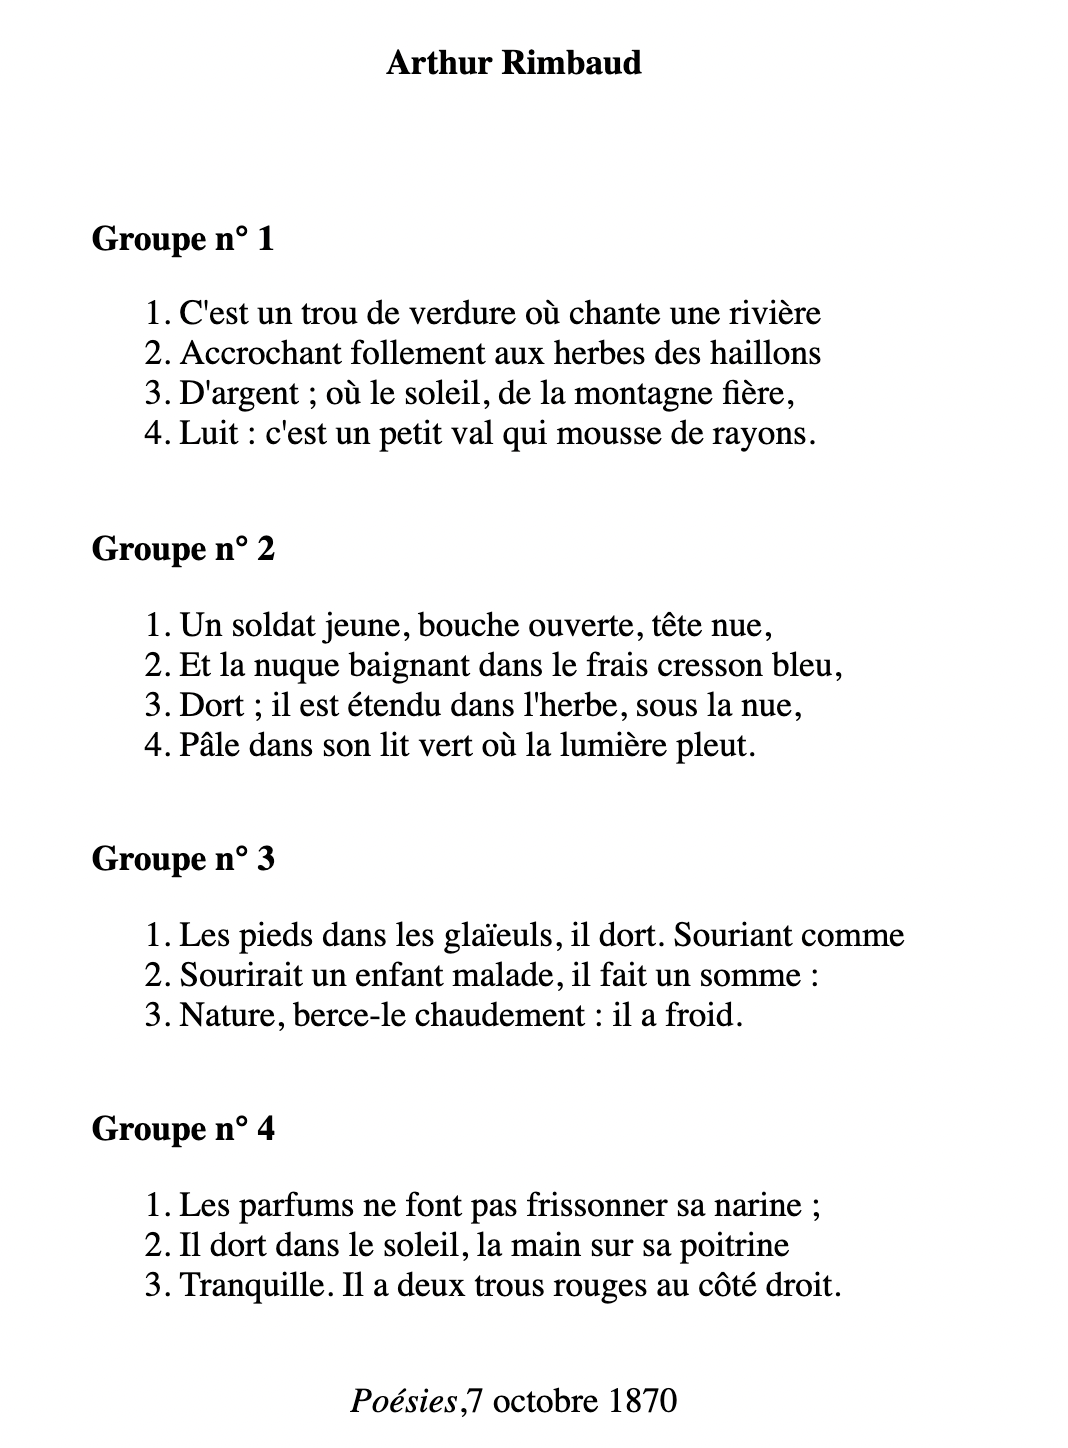 Arthur Rimbaud
Groupe n° 1
1. C'est un trou de verdure où chante une rivière
2. Accrochant follement aux herbes des haillons
3. D'argent ; où le soleil, de la montagne fière,
4. Luit : c'est un petit val qui mousse de rayons.
Groupe n° 2
1. Un soldat jeune, bouche ouverte, tête nue,
2. Et la nuque baignant dans le frais cresson bleu,
3. Dort ; il est étendu dans l'herbe, sous la nue,
4. Pâle dans son lit vert où la lumière pleut.
Groupe n° 3
1. Les pieds dans les glaïeuls, il dort. Souriant comme
2. Sourirait un enfant malade, il fait un somme :
3. Nature, berce-le chaudement : il a froid.
Groupe n° 4
1. Les parfums ne font pas frissonner sa narine ;
2. Il dort dans le soleil, la main sur sa poitrine
3. Tranquille. Il a deux trous rouges au côté droit.
Poésies,7 octobre 1870